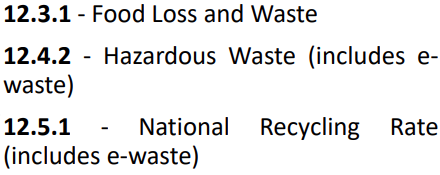 12.3.1 - Food Loss and Waste
12.4.2 - Hazardous Waste (includes e-
waste)
12.5.1 - National Recycling Rate
(includes e-waste)